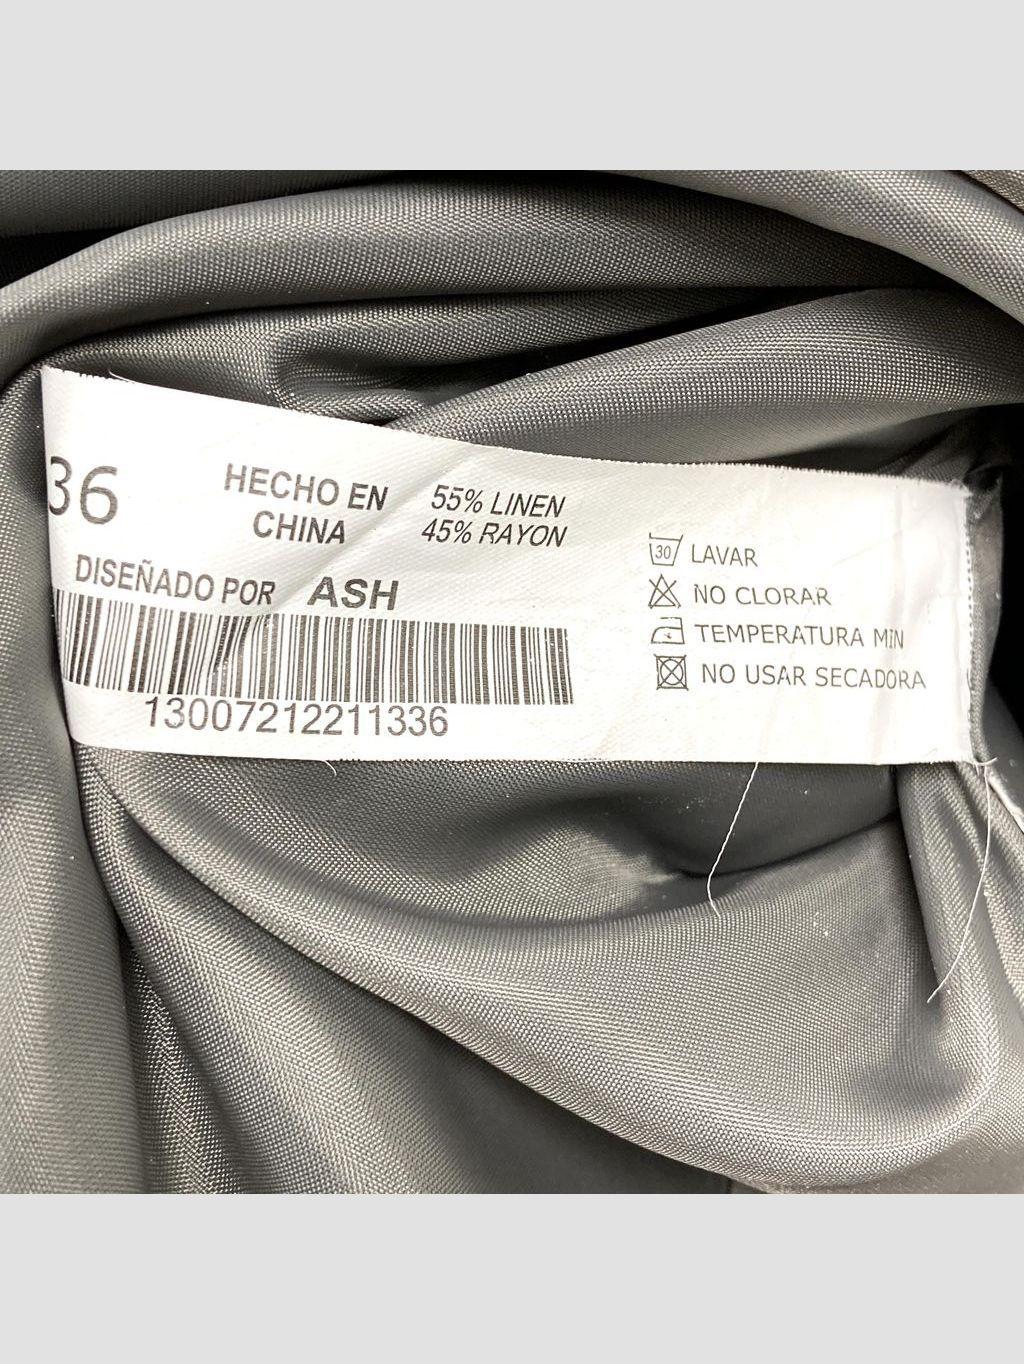 36
HECHO EN
CHINA
55% LINEN
45% RAYON
DISEÑADO POR ASH
13007212211336
30 LAVAR
NO CLORAR
TEMPERATURA MIN
NO USAR SECADORA